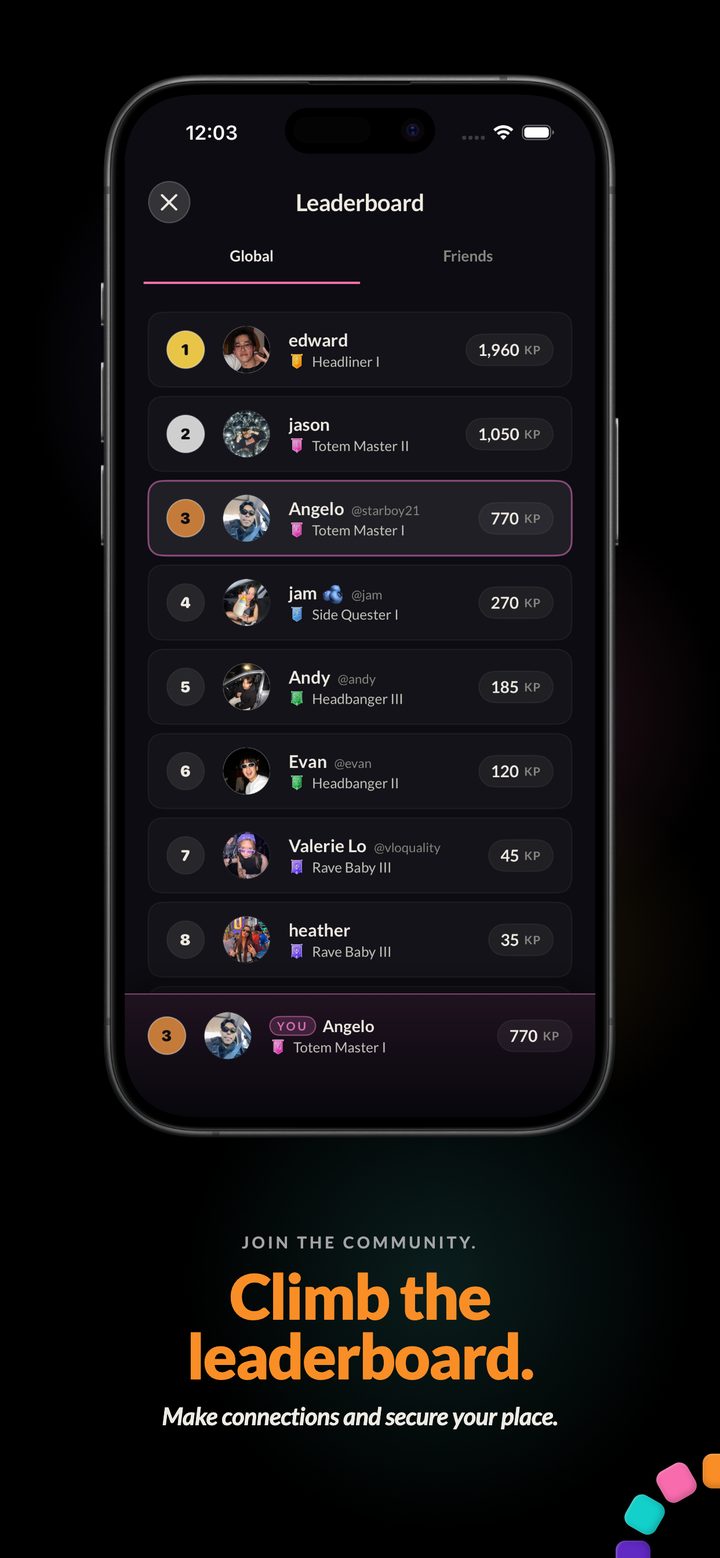 12:03
Leaderboard
Global
Friends
1
edward
Headliner I
1,960 KP
2
jason
Totem Master II
1,050 KP
3
Angelo @starboy21
Totem Master I
770 KP
4
jam 🫐 @jam
Side Quester I
270 KP
5
Andy @andy
Headbanger III
185 KP
6
Evan @evan
Headbanger II
120 KP
7
Valerie Lo @vloquality
Rave Baby III
45 KP
8
heather
Rave Baby III
35 KP
3
YOU Angelo
Totem Master I
770 KP
JOIN THE COMMUNITY.
Climb the
leaderboard.
Make connections and secure your place.